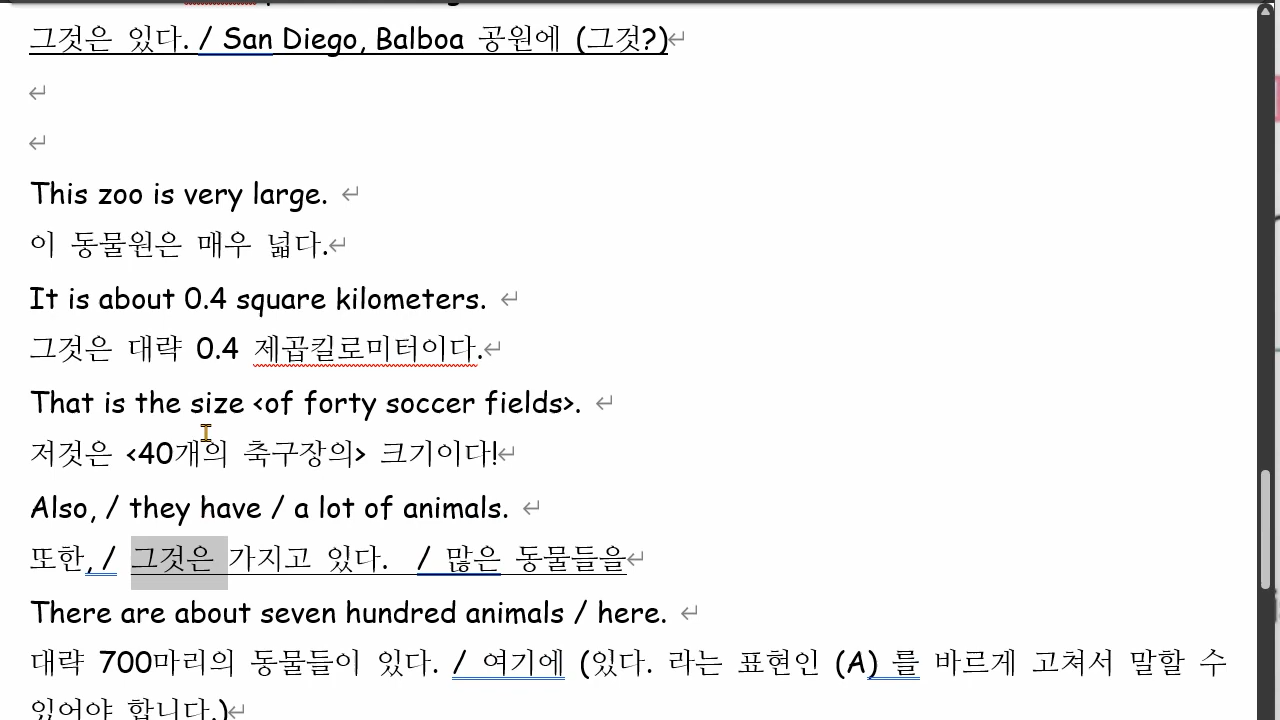 그것은 있다. / San Diego, Balboa 공원에 (그것?)
This zoo is very large.
이 동물원은 매우 넓다.
It is about 0.4 square kilometers.
그것은 대략 0.4 제곱킬로미터이다.
That is the size <of forty soccer fields>.
저것은 <40개의 축구장의> 크기이다!
Also, / they have / a lot of animals.
또한, / 그것은 가지고 있다. / 많은 동물들을
There are about seven hundred animals / here.
대략 700마리의 동물들이 있다. / 여기에 (있다. 라는 표현인 (A) 를 바르게 고쳐서 말할 수
있어야 합니다.)